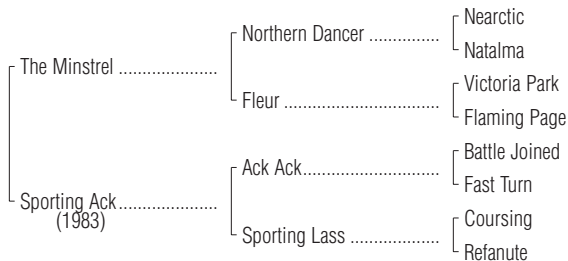 Nearctic
Northern Dancer ...............
Natalma
The Minstrel .....................
Victoria Park
Fleur .................................
Flaming Page
Battle Joined
Ack Ack.............................
Fast Turn
Sporting Ack.....................
(1983)
Coursing
Sporting Lass ...................
Refanute